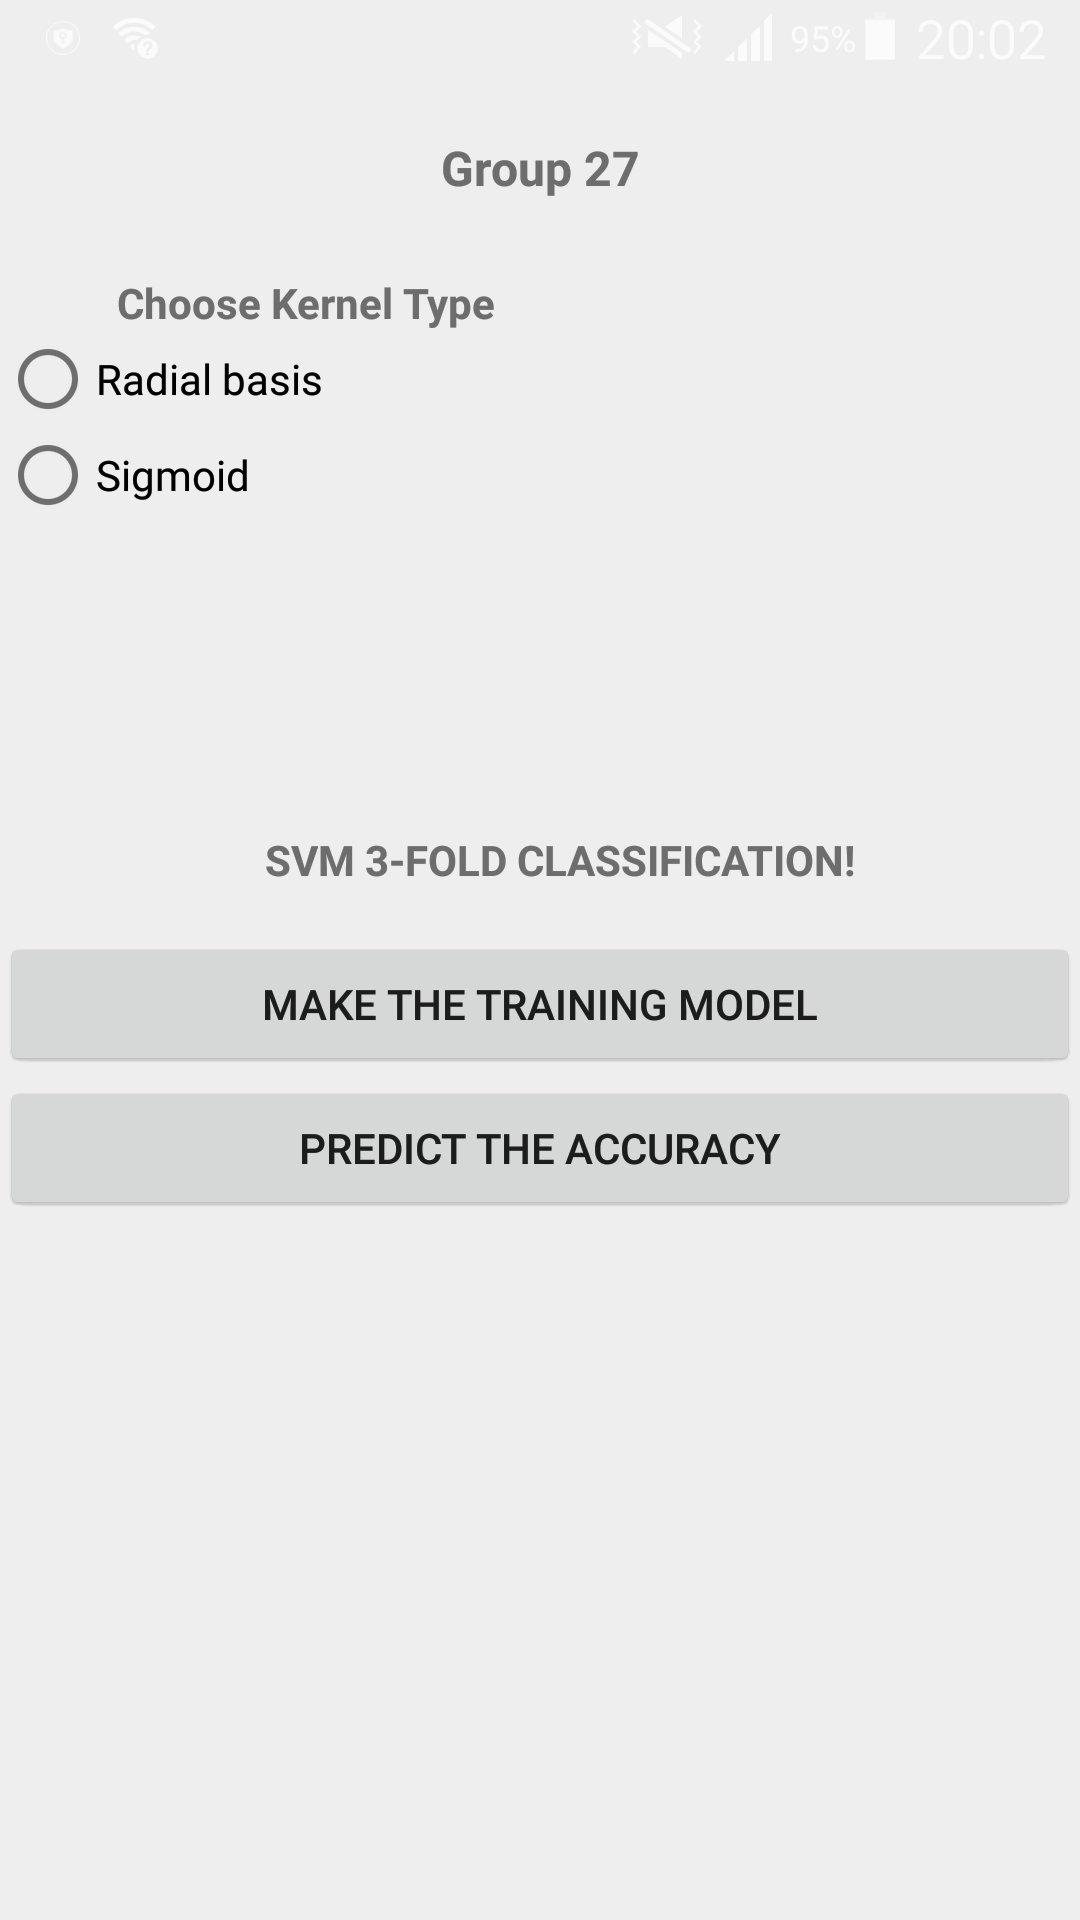 95% 20:02
Group 27
Choose Kernel Type
Radial basis
Sigmoid
SVM 3-FOLD CLASSIFICATION!
MAKE THE TRAINING MODEL
PREDICT THE ACCURACY